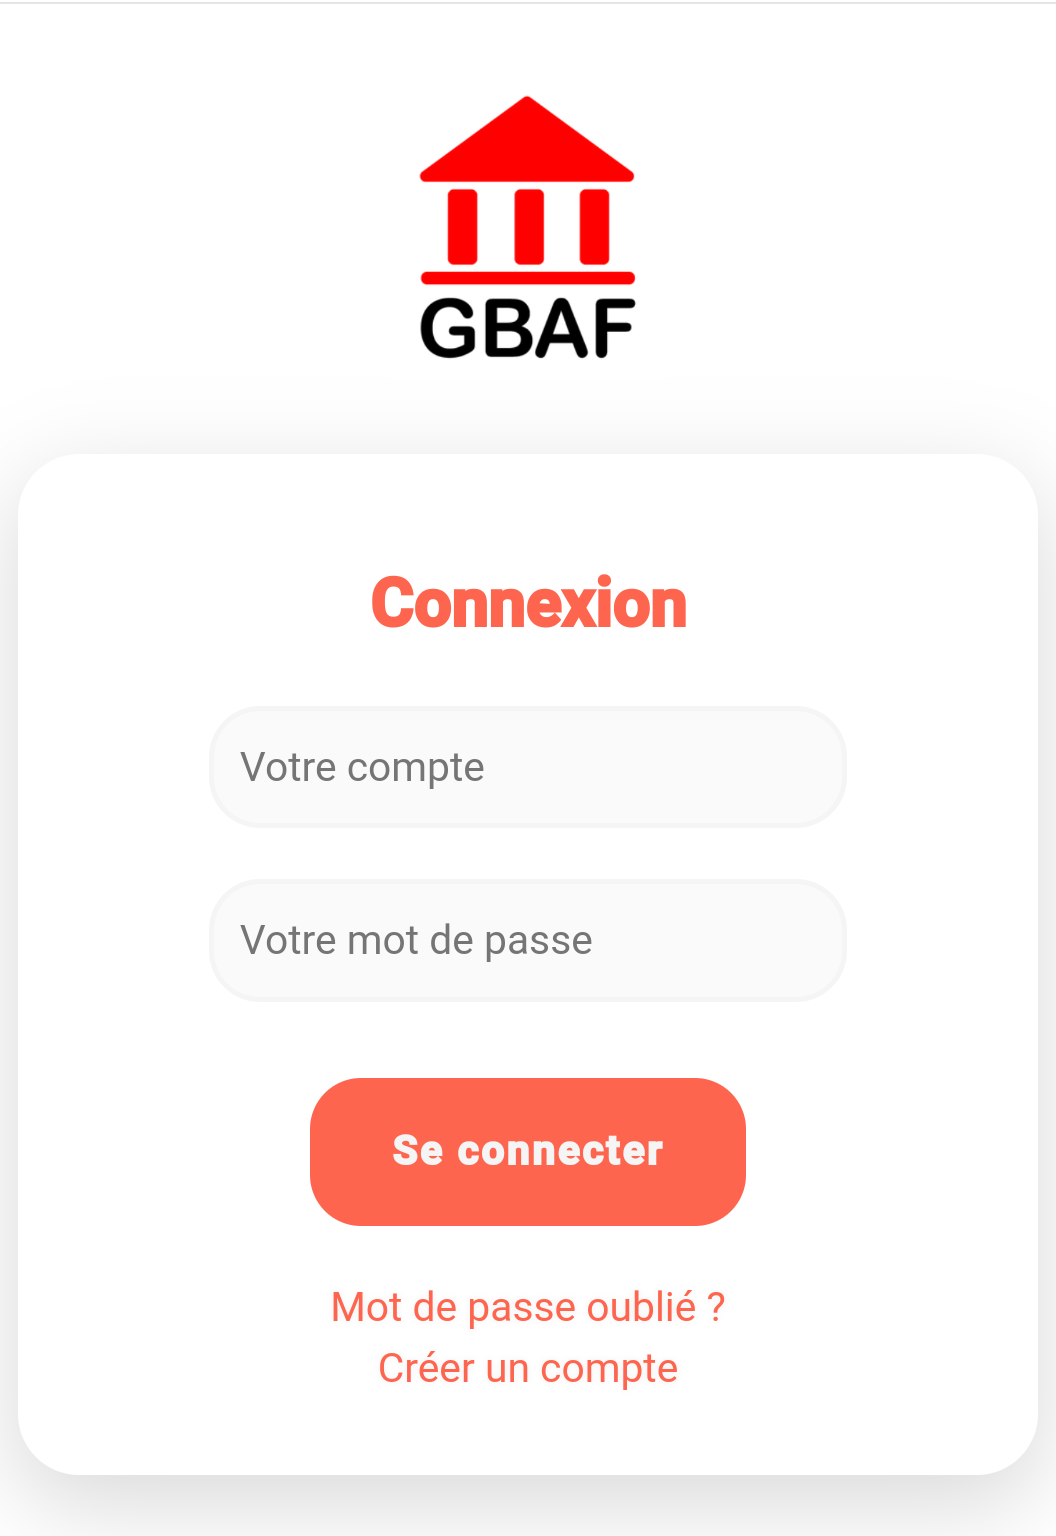 GBAF
Connexion
Votre compte
Votre mot de passe
Se connecter
Mot de passe oublié ?
Créer un compte